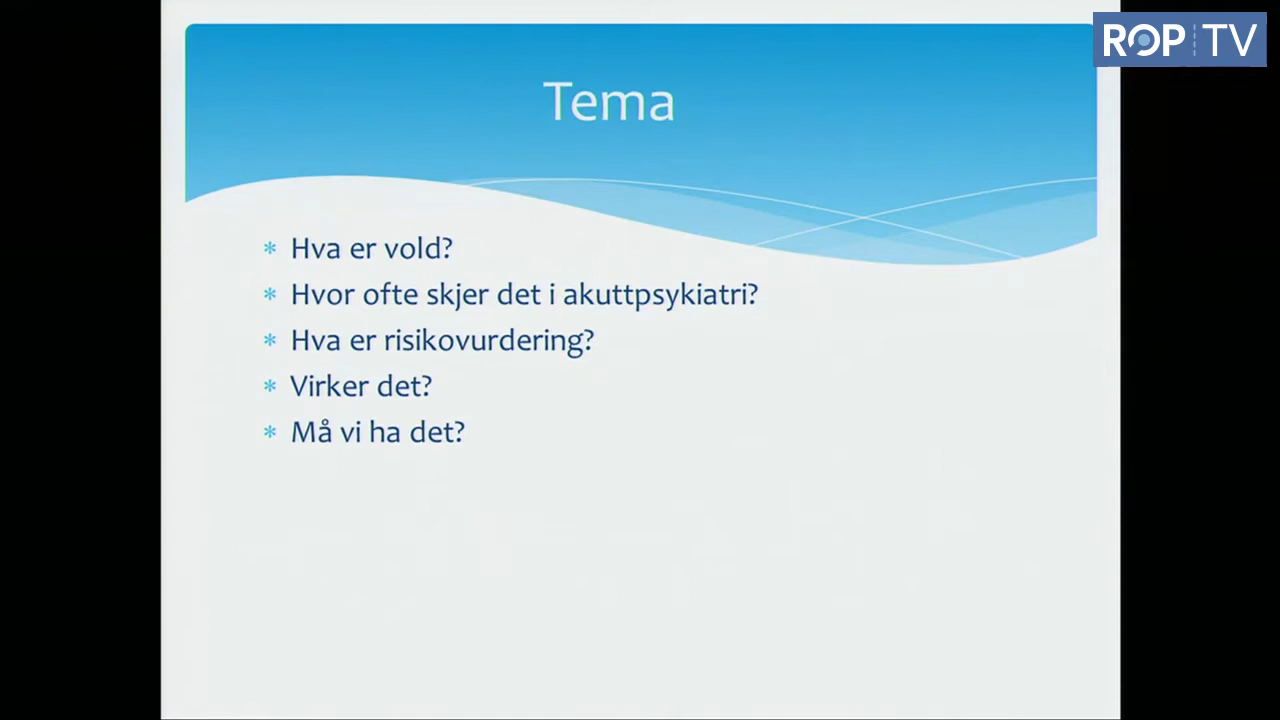 ROP TV
Tema
* Hva er vold?
* Hvor ofte skjer det i akuttpsykiatri?
* Hva er risikovurdering?
* Virker det?
* Må vi ha det?